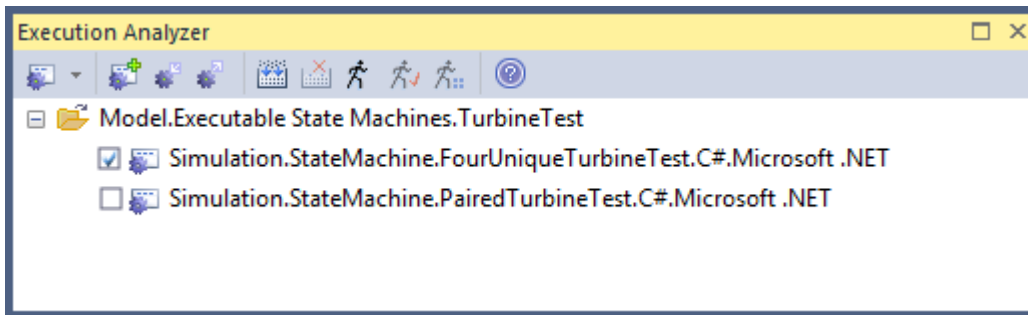 Execution Analyzer
Model.Executable State Machines.TurbineTest
Simulation.StateMachine.FourUniqueTurbineTest.C#.Microsoft .NET
Simulation.StateMachine.PairedTurbineTest.C#.Microsoft .NET